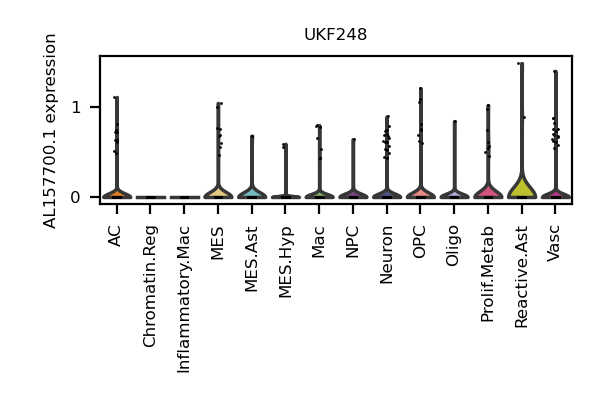 UKF248
AL157700.1 expression
1
0
AC
Chromatin.Reg
Inflammatory.Mac
MES
MES.Ast
MES.Hyp
Mac
NPC
Neuron
OPC
Oligo
Prolif.Metab
Reactive.Ast
Vasc